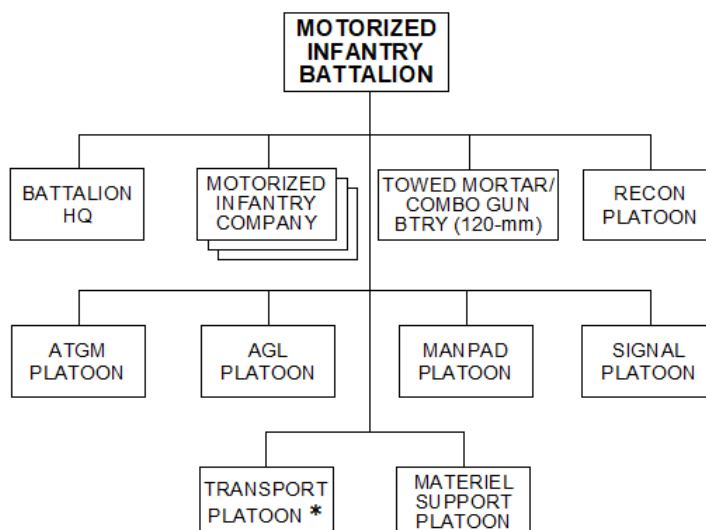 MOTORIZED
INFANTRY
BATTALION
BATTALION
HQ
MOTORIZED
INFANTRY
COMPANY
TOWED MORTAR/
COMBO GUN
BTRY (120-mm)
RECON
PLATOON
ATGM
PLATOON
AGL
PLATOON
MANPAD
PLATOON
SIGNAL
PLATOON
TRANSPORT
PLATOON *
MATERIEL
SUPPORT
PLATOON